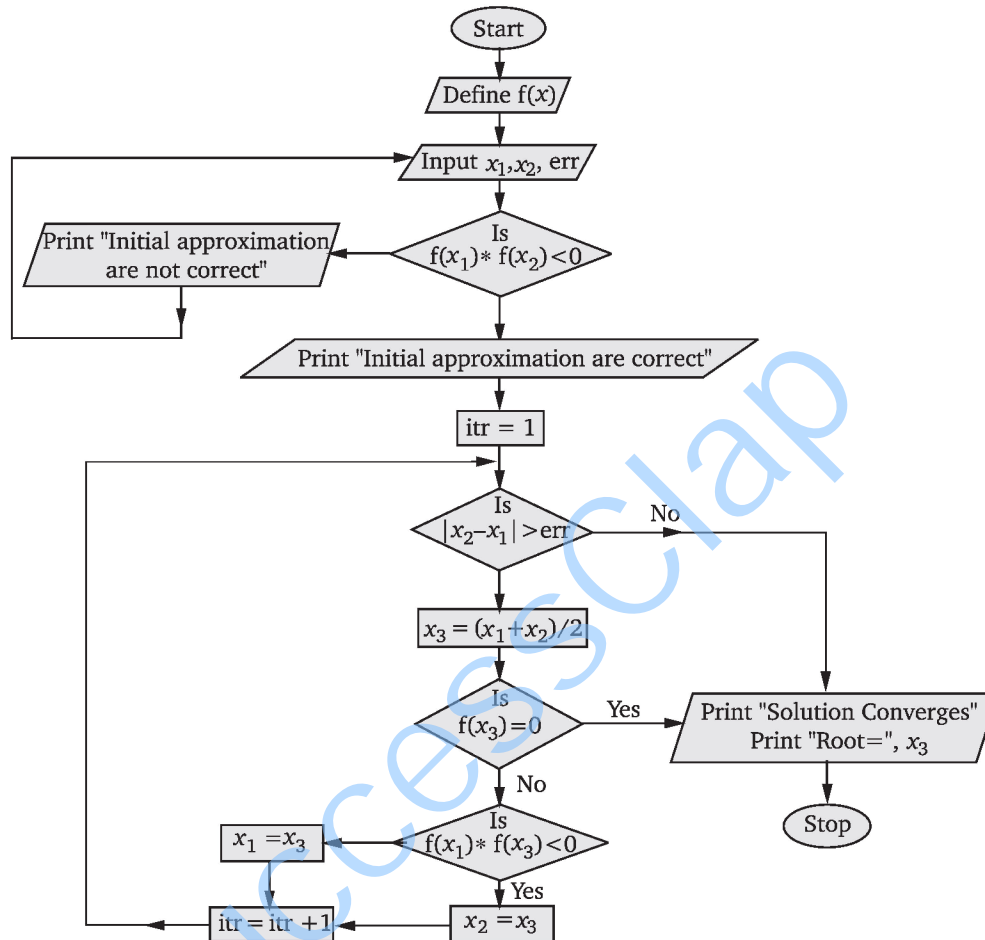 Start
Define f(x)
Input x₁,x₂, err
Is
f(x₁)* f(x₂)<0
Print "Initial approximation
are not correct"
Print "Initial approximation are correct"
itr = 1
Is
|x₂–x₁|>err
No
x₃ = (x₁+x₂)/2
Is
f(x₃)=0
Yes
Print "Solution Converges"
Print "Root=", x₃
No
Stop
Is
f(x₁)* f(x₃)<0
x₁ =x₃
Yes
x₂ =x₃
itr = itr +1
ccessClap